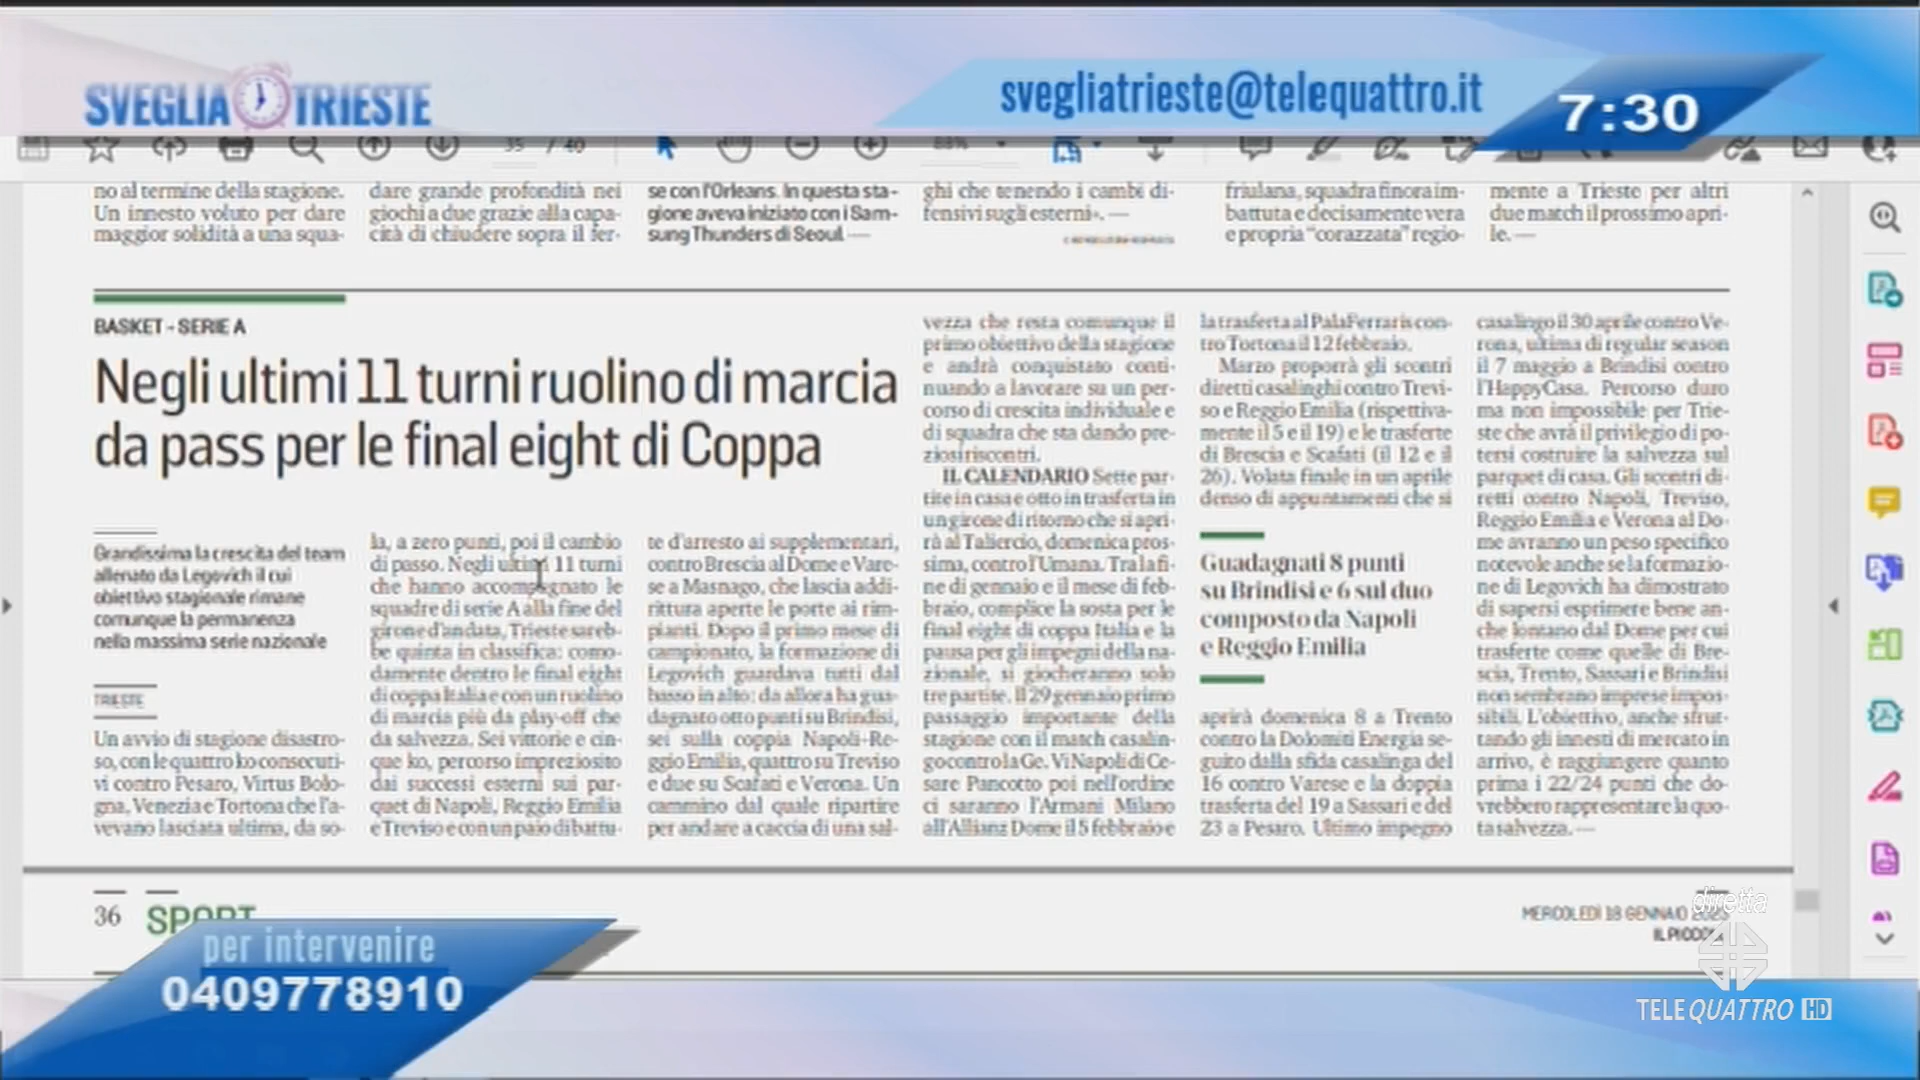 SVEGLIA TRIESTE
svegliatrieste@telequattro.it
7:30
35 / 40
88%
no al termine della stagione.
Un innesto voluto per dare
maggior solidità a una squa-
dare grande profondità nei
giochi a due grazie alla capa-
cità di chiudere sopra il fer-
se con l'Orleans. In questa sta-
gione aveva iniziato con i Sam-
sung Thunders di Seoul. —
ghi che tenendo i cambi di-
fensivi sugli esterni». —
friulana, squadra finora im-
battuta e decisamente vera
e propria "corazzata" regio-
mente a Trieste per altri
due match il prossimo apri-
le. —
BASKET - SERIE A
Negli ultimi 11 turni ruolino di marcia
da pass per le final eight di Coppa
Grandissima la crescita del team
allenato da Legovich il cui
obiettivo stagionale rimane
comunque la permanenza
nella massima serie nazionale
TRIESTE
Un avvio di stagione disastro-
so, con le quattro ko consecuti-
vi contro Pesaro, Virtus Bolo-
gna, Venezia e Tortona che l'a-
vevano lasciata ultima, da so-
la, a zero punti, poi il cambio
di passo. Negli ultimi 11 turni
che hanno accompagnato le
squadre di serie A alla fine del
girone d'andata, Trieste sareb-
be quinta in classifica: como-
damente dentro le final eight
di coppa Italia e con un ruolino
di marcia più da play-off che
da salvezza. Sei vittorie e cin-
que ko, percorso impreziosito
dai successi esterni sui par-
quet di Napoli, Reggio Emilia
e Treviso e con un paio di battu-
te d'arresto ai supplementari,
contro Brescia al Dome e Vare-
se a Masnago, che lascia addi-
rittura aperte le porte ai rim-
pianti. Dopo il primo mese di
campionato, la formazione di
Legovich guardava tutti dal
basso in alto: da allora ha gua-
dagnato otto punti su Brindisi,
sei sulla coppia Napoli-Re-
ggio Emilia, quattro su Treviso
e due su Scafati e Verona. Un
cammino dal quale ripartire
per andare a caccia di una sal-
vezza che resta comunque il
primo obiettivo della stagione
e andrà conquistato conti-
nuando a lavorare su un per-
corso di crescita individuale e
di squadra che sta dando pre-
ziosi riscontri.
IL CALENDARIO Sette par-
tite in casa e otto in trasferta in
un girone di ritorno che si apri-
rà al Taliercio, domenica pros-
sima, contro l'Umana. Tra la fi-
ne di gennaio e il mese di feb-
braio, complice la sosta per le
final eight di coppa Italia e la
pausa per gli impegni della na-
zionale, si giocheranno solo
tre partite. Il 29 gennaio primo
passaggio importante della
stagione con il match casalin-
go contro la Ge. Vi Napoli di Ce-
sare Pancotto poi nell'ordine
ci saranno l'Armani Milano
all'Allianz Dome il 5 febbraio e
la trasferta al PalaFerraris con-
tro Tortona il 12 febbraio.
Marzo proporrà gli scontri
diretti casalinghi contro Trevi-
so e Reggio Emilia (rispettiva-
mente il 5 e il 19) e le trasferte
di Brescia e Scafati (il 12 e il
26). Volata finale in un aprile
denso di appuntamenti che si
Guadagnati 8 punti
su Brindisi e 6 sul duo
composto da Napoli
e Reggio Emilia
aprirà domenica 8 a Trento
contro la Dolomiti Energia se-
guito dalla sfida casalinga del
16 contro Varese e la doppia
trasferta del 19 a Sassari e del
23 a Pesaro. Ultimo impegno
casalingo il 30 aprile contro Ve-
rona, ultima di regular season
il 7 maggio a Brindisi contro
l'HappyCasa. Percorso duro
ma non impossibile per Trie-
ste che avrà il privilegio di po-
tersi costruire la salvezza sul
parquet di casa. Gli scontri di-
retti contro Napoli, Treviso,
Reggio Emilia e Verona al Do-
me avranno un peso specifico
notevole anche se la formazio-
ne di Legovich ha dimostrato
di sapersi esprimere bene an-
che lontano dal Dome per cui
trasferte come quelle di Bre-
scia, Trento, Sassari e Brindisi
non sembrano imprese impos-
sibili. L'obiettivo, anche sfrut-
tando gli innesti di mercato in
arrivo, è raggiungere quanto
prima i 22/24 punti che do-
vrebbero rappresentare la quo-
ta salvezza. —
36 SPORT
MERCOLEDÌ 18 GENNAIO 2023
per intervenire
0409778910
diretta
TELEQUATTRO HD